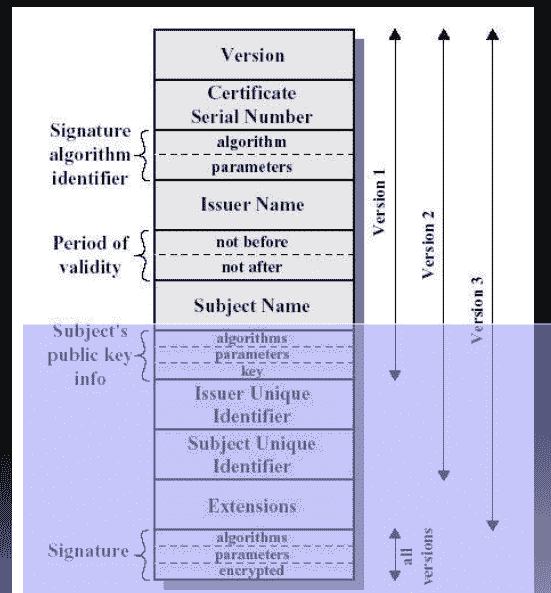 Version
Certificate
Serial Number
Signature
algorithm
identifier
algorithm
parameters
Issuer Name
Period of
validity
not before
not after
Subject Name
Subject's
public key
info
algorithms
parameters
key
Issuer Unique
Identifier
Subject Unique
Identifier
Extensions
Signature
algorithms
parameters
encrypted
Version 1
Version 2
Version 3
all
versions